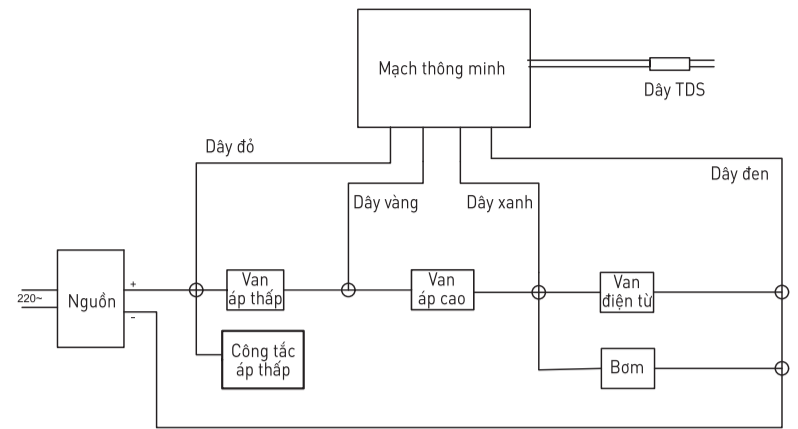 Mạch thông minh
Dây TDS
Dây đỏ
Dây đen
Dây vàng
Dây xanh
220~
Nguồn
+
-
Van
áp thấp
Van
áp cao
Van
điện từ
Công tắc
áp thấp
Bơm